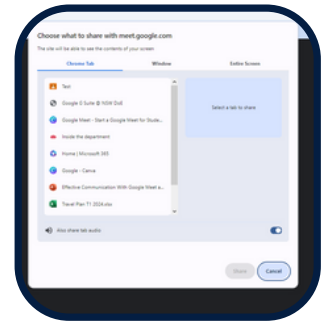 Choose what to share with meet.google.com
The site will be able to see the contents of your screen
Chrome Tab Window Entire Screen
Test
Google G Suite @ NSW DoE
Google Meet - Start a Google Meet for Stude...
Inside the department
Home | Microsoft 365
Google - Canva
Effective Communication With Google Meet a...
Travel Plan T1 2024.xlsx
Select a tab to share
Also share tab audio
Share Cancel